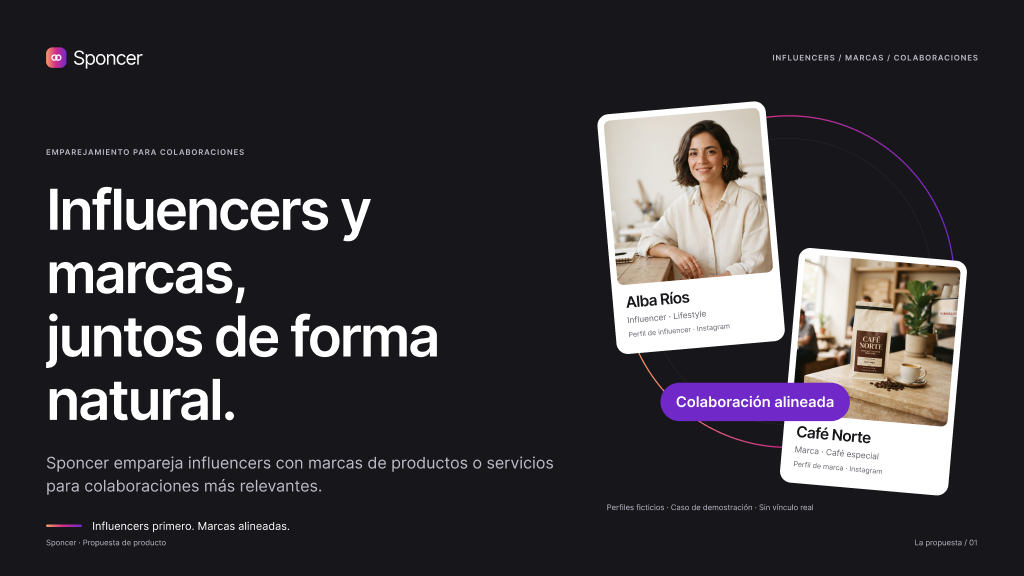 Sponcer
INFLUENCERS / MARCAS / COLABORACIONES
EMPAREJAMIENTO PARA COLABORACIONES
Influencers y
marcas,
juntos de forma
natural.
Sponcer empareja influencers con marcas de productos o servicios
para colaboraciones más relevantes.
Influencers primero. Marcas alineadas.
Sponcer · Propuesta de producto
Alba Ríos
Influencer · Lifestyle
Perfil de influencer · Instagram
CAFÉ
NORTE
Colaboración alineada
Café Norte
Marca · Café especial
Perfil de marca · Instagram
Perfiles ficticios · Caso de demostración · Sin vínculo real
La propuesta / 01